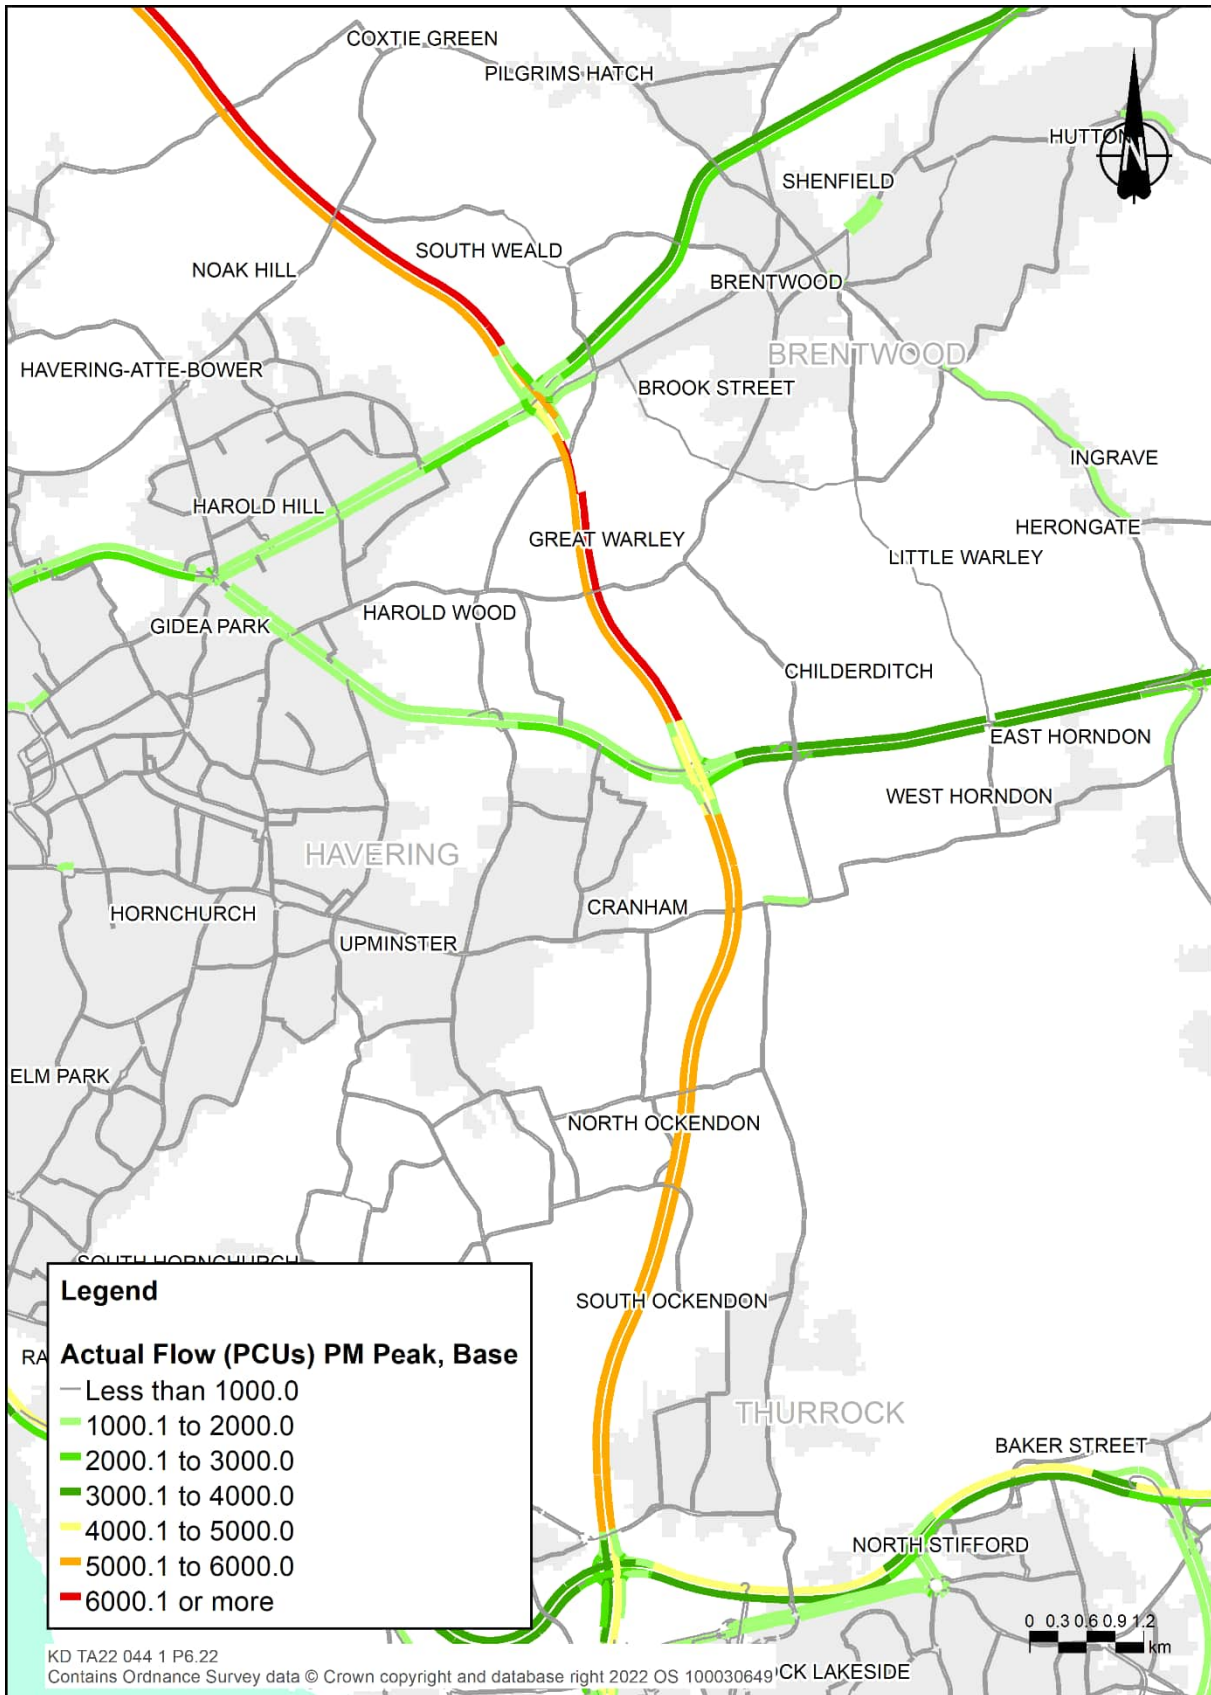 COXTIE GREEN
PILGRIMS HATCH
HUTTON
N
SHENFIELD
SOUTH WEALD
NOAK HILL
BRENTWOOD
BRENTWOOD
HAVERING-ATTE-BOWER
BROOK STREET
INGRAVE
HAROLD HILL
HERONGATE
GREAT WARLEY
LITTLE WARLEY
HAROLD WOOD
GIDEA PARK
CHILDERDITCH
EAST HORNDON
WEST HORNDON
HAVERING
CRANHAM
HORNCHURCH
UPMINSTER
ELM PARK
NORTH OCKENDON
SOUTH HORNCHURCH
SOUTH OCKENDON
RA
THURROCK
BAKER STREET
NORTH STIFFORD
Legend
Actual Flow (PCUs) PM Peak, Base
Less than 1000.0
1000.1 to 2000.0
2000.1 to 3000.0
3000.1 to 4000.0
4000.1 to 5000.0
5000.1 to 6000.0
6000.1 or more
0 0.3 0.6 0.9 1.2
km
KD TA22 044 1 P6.22
Contains Ordnance Survey data © Crown copyright and database right 2022 OS 100030649
OCK LAKESIDE